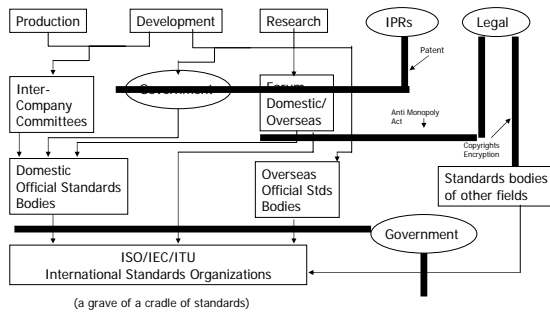 Production
Development
Research
IPRs
Legal
Patent
Inter-
Company
Committees
Government
Forum
Domestic/
Overseas
Anti Monopoly
Act
Copyrights
Encryption
Domestic
Official Standards
Bodies
Overseas
Official Stds
Bodies
Standards bodies
of other fields
Government
ISO/IEC/ITU
International Standards Organizations
(a grave of a cradle of standards)